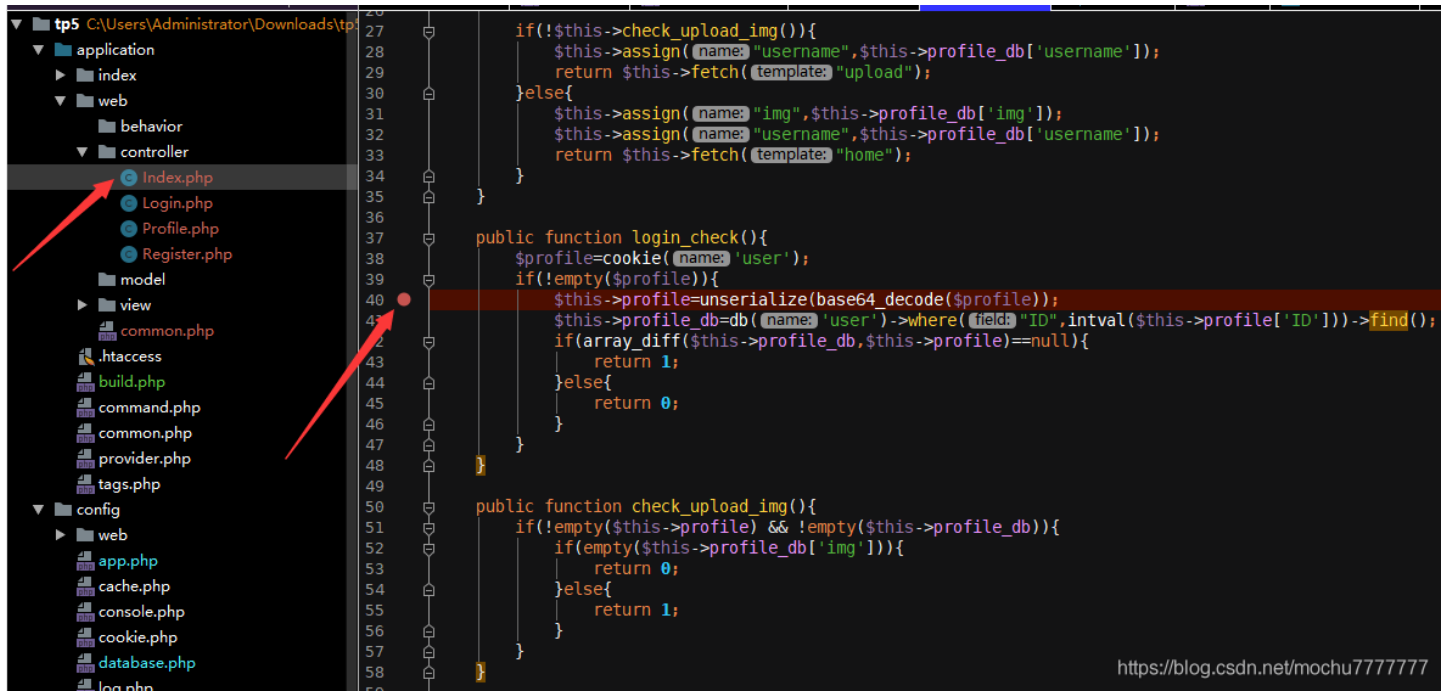 tp5 C:\Users\Administrator\Downloads\tp5
application
index
web
behavior
controller
Index.php
Login.php
Profile.php
Register.php
model
view
common.php
.htaccess
build.php
command.php
common.php
provider.php
tags.php
config
web
app.php
cache.php
console.php
cookie.php
database.php
log.php
26
27 if(!$this->check_upload_img()){
28 $this->assign( name: "username",$this->profile_db['username']);
29 return $this->fetch( template: "upload");
30 }else{
31 $this->assign( name: "img",$this->profile_db['img']);
32 $this->assign( name: "username",$this->profile_db['username']);
33 return $this->fetch( template: "home");
34 }
35 }
36
37 public function login_check(){
38 $profile=cookie( name: 'user');
39 if(!empty($profile)){
40 $this->profile=unserialize(base64_decode($profile));
41 $this->profile_db=db( name: 'user')->where( field: "ID",intval($this->profile['ID']))->find();
42 if(array_diff($this->profile_db,$this->profile)==null){
43 return 1;
44 }else{
45 return 0;
46 }
47 }
48 }
49
50 public function check_upload_img(){
51 if(!empty($this->profile) && !empty($this->profile_db)){
52 if(empty($this->profile_db['img'])){
53 return 0;
54 }else{
55 return 1;
56 }
57 }
58 }
https://blog.csdn.net/mochu7777777